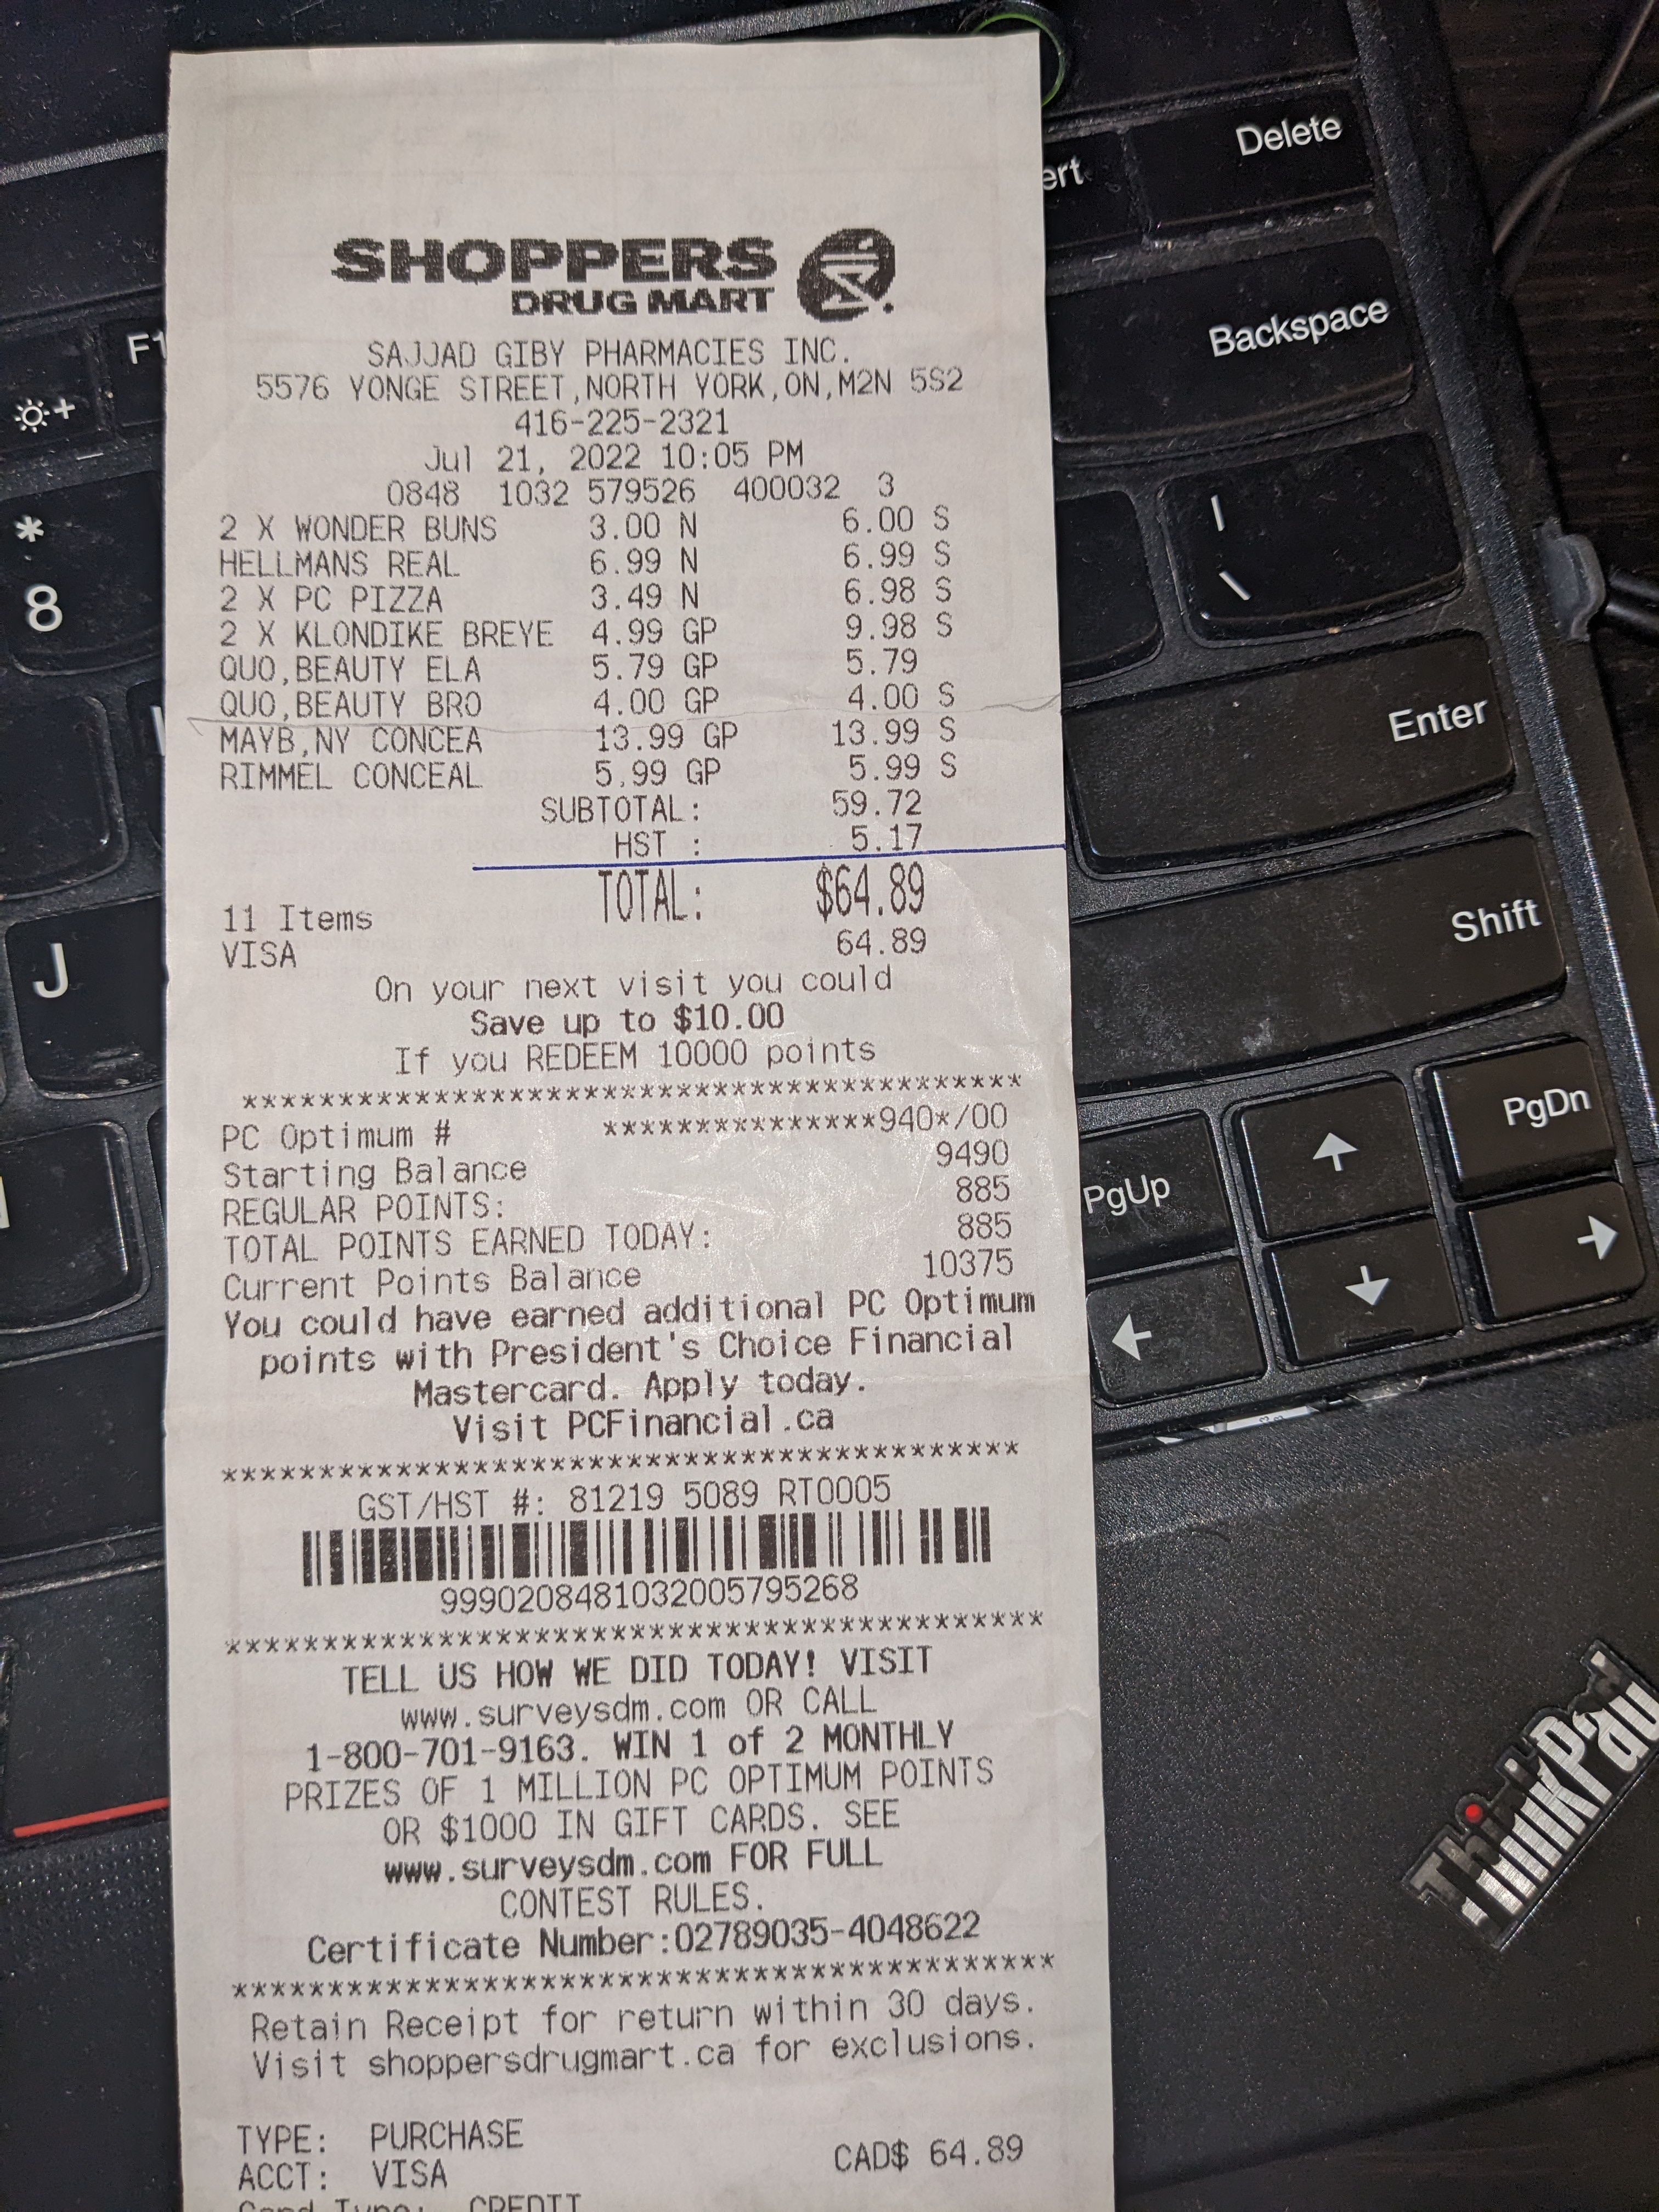 SHOPPERS
DRUG MART
SAJJAD GIBY PHARMACIES INC.
5576 YONGE STREET,NORTH YORK,ON,M2N 5S2
416-225-2321
Jul 21, 2022 10:05 PM
0848 1032 579526 400032 3
2 X WONDER BUNS 3.00 N 6.00 S
HELLMANS REAL 6.99 N 6.99 S
2 X PC PIZZA 3.49 N 6.98 S
2 X KLONDIKE BREYE 4.99 GP 9.98 S
QUO,BEAUTY ELA 5.79 GP 5.79
QUO,BEAUTY BRO 4.00 GP 4.00 S
MAYB,NY CONCEA 13.99 GP 13.99 S
RIMMEL CONCEAL 5.99 GP 5.99 S
SUBTOTAL: 59.72
HST : 5.17
TOTAL: $64.89
11 Items
VISA 64.89
On your next visit you could
Save up to $10.00
If you REDEEM 10000 points
****************************************
PC Optimum # ***************940*/00
Starting Balance 9490
REGULAR POINTS: 885
TOTAL POINTS EARNED TODAY: 885
Current Points Balance 10375
You could have earned additional PC Optimum
points with President's Choice Financial
Mastercard. Apply today.
Visit PCFinancial.ca
****************************************
GST/HST #: 81219 5089 RT0005
9990208481032005795268
****************************************
TELL US HOW WE DID TODAY! VISIT
www.surveysdm.com OR CALL
1-800-701-9163. WIN 1 of 2 MONTHLY
PRIZES OF 1 MILLION PC OPTIMUM POINTS
OR $1000 IN GIFT CARDS. SEE
www.surveysdm.com FOR FULL
CONTEST RULES.
Certificate Number:02789035-4048622
****************************************
Retain Receipt for return within 30 days.
Visit shoppersdrugmart.ca for exclusions.
TYPE: PURCHASE
ACCT: VISA CAD$ 64.89
Card Type: CREDIT
Delete
Backspace
Enter
Shift
PgUp
PgDn
F1
*
8
J
|
\
ThinkPad